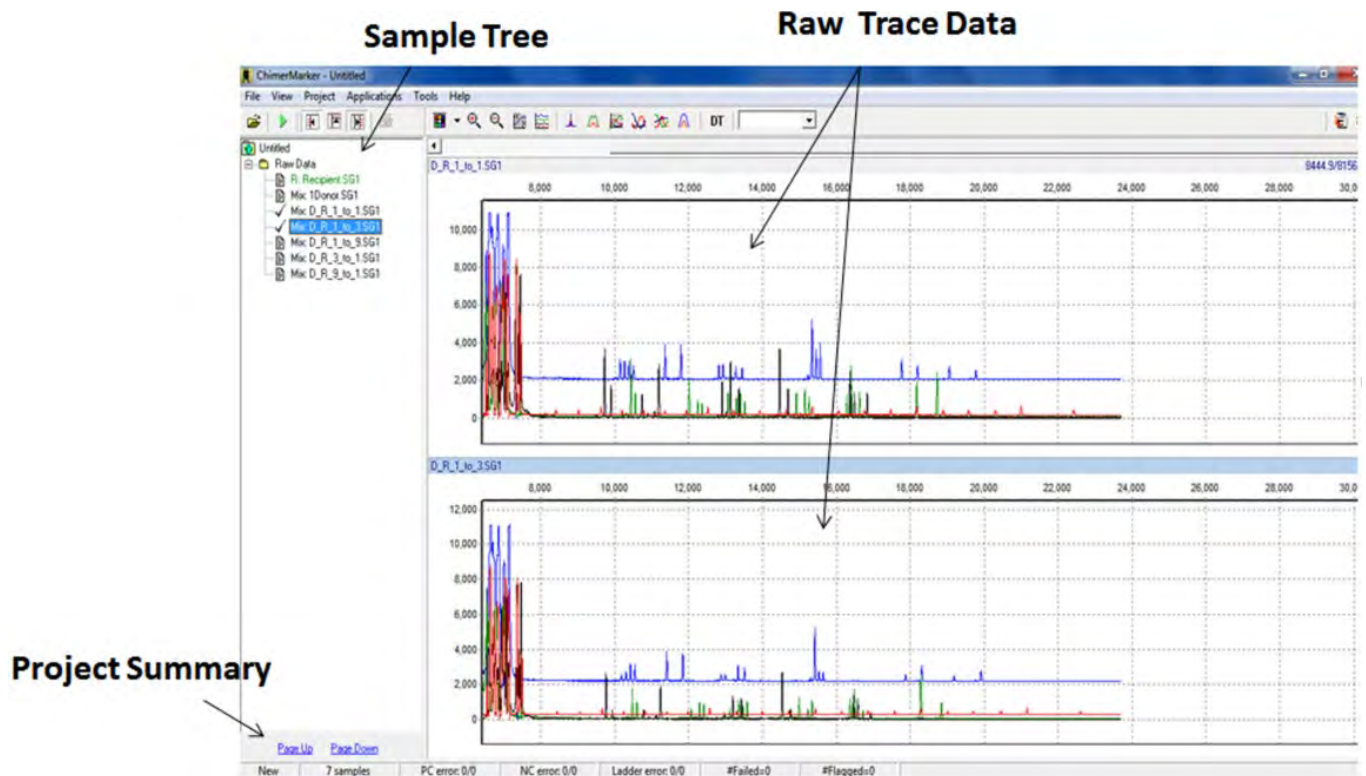 Sample Tree
Raw Trace Data
ChimerMarker - Untitled
File View Project Applications Tools Help
DT
Untitled
Raw Data
R: Recipient.SG1
Mix: 1Donor.SG1
Mix: D_R_1_to_1.SG1
Mix: D_R_1_to_3.SG1
Mix: D_R_1_to_9.SG1
Mix: D_R_3_to_1.SG1
Mix: D_R_9_to_1.SG1
D_R_1_to_1.SG1 9444.9/8156
8,000 10,000 12,000 14,000 16,000 18,000 20,000 22,000 24,000 26,000 28,000 30,0
10,000
8,000
6,000
4,000
2,000
0
D_R_1_to_3.SG1
8,000 10,000 12,000 14,000 16,000 18,000 20,000 22,000 24,000 26,000 28,000 30,0
12,000
10,000
8,000
6,000
4,000
2,000
0
Project Summary
Page Up Page Down
New 7 samples PC error: 0/0 NC error: 0/0 Ladder error: 0/0 #Failed=0 #Flagged=0